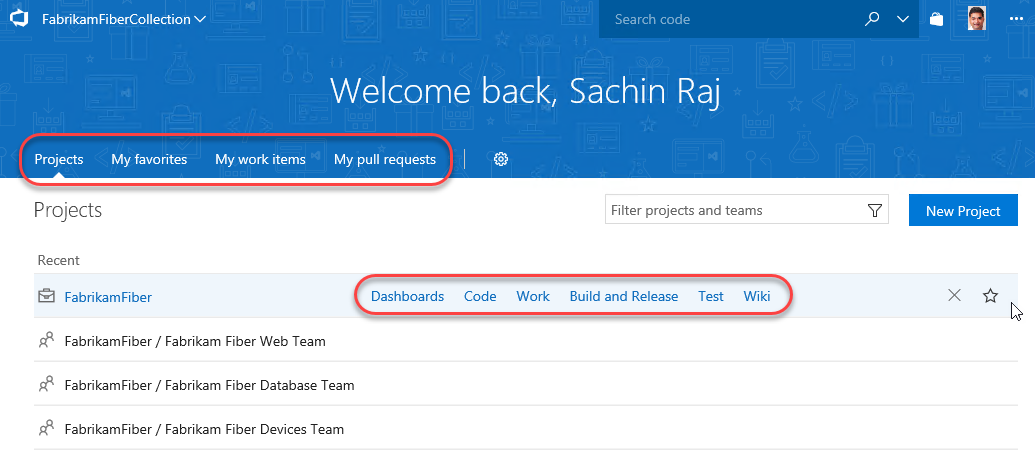 FabrikamFiberCollection
Search code
Welcome back, Sachin Raj
Projects My favorites My work items My pull requests
Projects
Filter projects and teams
New Project
Recent
FabrikamFiber Dashboards Code Work Build and Release Test Wiki
FabrikamFiber / Fabrikam Fiber Web Team
FabrikamFiber / Fabrikam Fiber Database Team
FabrikamFiber / Fabrikam Fiber Devices Team